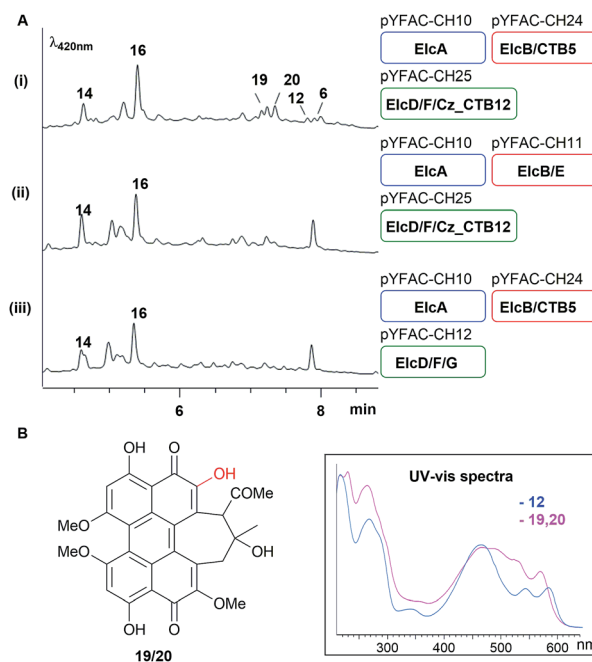 A
λ420nm
(i)
14
16
19
20
12
6
pYFAC-CH10
pYFAC-CH24
ElcA
ElcB/CTB5
pYFAC-CH25
ElcD/F/Cz_CTB12
(ii)
14
16
pYFAC-CH10
pYFAC-CH11
ElcA
ElcB/E
pYFAC-CH25
ElcD/F/Cz_CTB12
(iii)
14
16
pYFAC-CH10
pYFAC-CH24
ElcA
ElcB/CTB5
pYFAC-CH12
ElcD/F/G
6
8
min
B
OH
O
OH
COMe
MeO
MeO
OH
OMe
OH
O
19/20
UV-vis spectra
- 12
- 19,20
300
400
500
600
nm